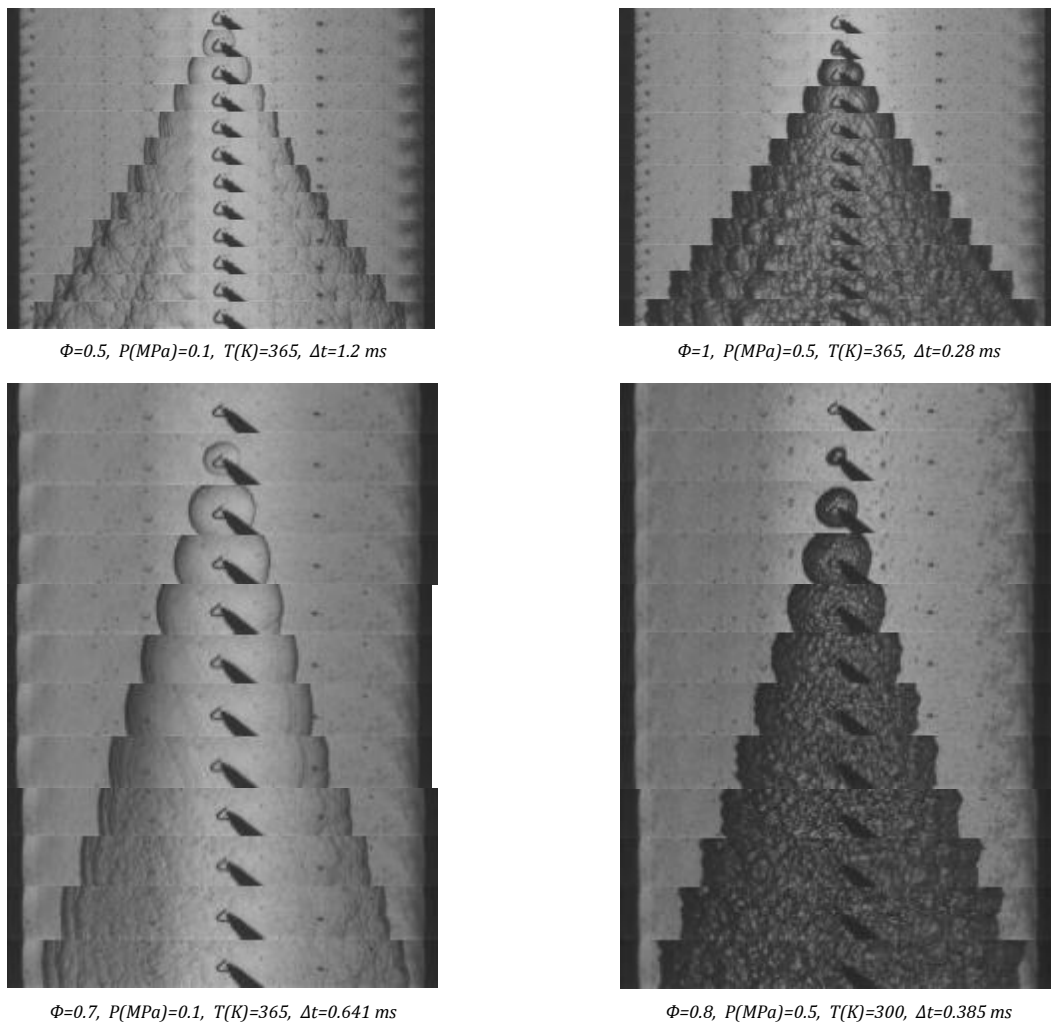 Φ=0.5, P(MPa)=0.1, T(K)=365, Δt=1.2 ms
Φ=1, P(MPa)=0.5, T(K)=365, Δt=0.28 ms
Φ=0.7, P(MPa)=0.1, T(K)=365, Δt=0.641 ms
Φ=0.8, P(MPa)=0.5, T(K)=300, Δt=0.385 ms